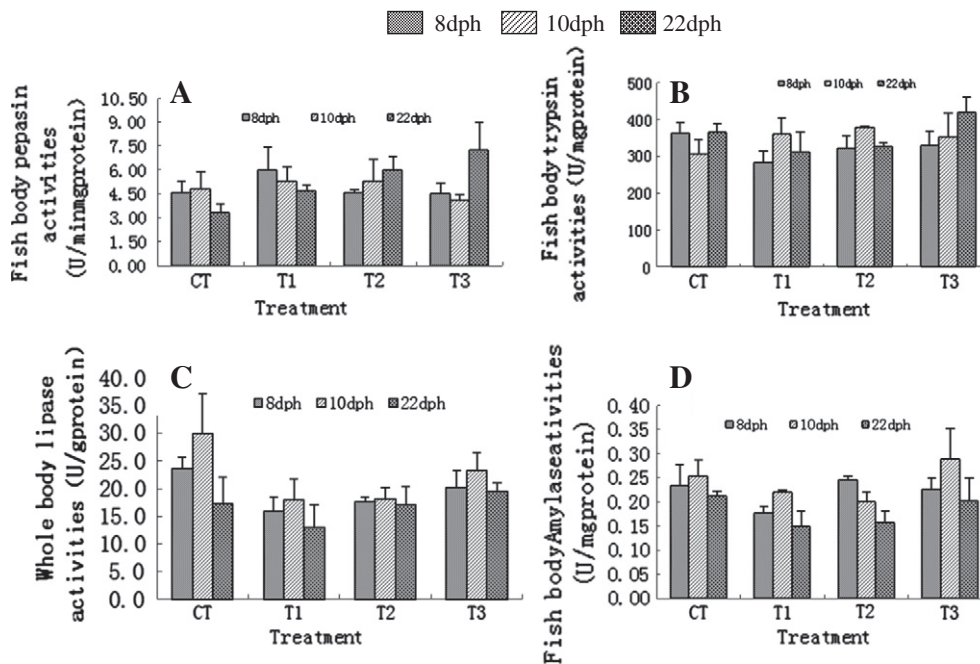 8dph 10dph 22dph
A
Fish body pepasin
activities
(U/minmgprotein)
10.50
9.00
7.50
6.00
4.50
3.00
1.50
0.00
8dph 10dph 22dph
CT T1 T2 T3
Treatment
B
Fish body trypsin
activities (U/mgprotein)
500
400
300
200
100
0
8dph 10dph 22dph
CT T1 T2 T3
Treatment
C
Whole body lipase
activities (U/gprotein)
40.0
35.0
30.0
25.0
20.0
15.0
10.0
5.0
0.0
8dph 10dph 22dph
CT T1 T2 T3
Treatment
D
Fish bodyAmylaseativities
(U/mgprotein)
0.40
0.35
0.30
0.25
0.20
0.15
0.10
0.05
0.00
8dph 10dph 22dph
CT T1 T2 T3
Treatment